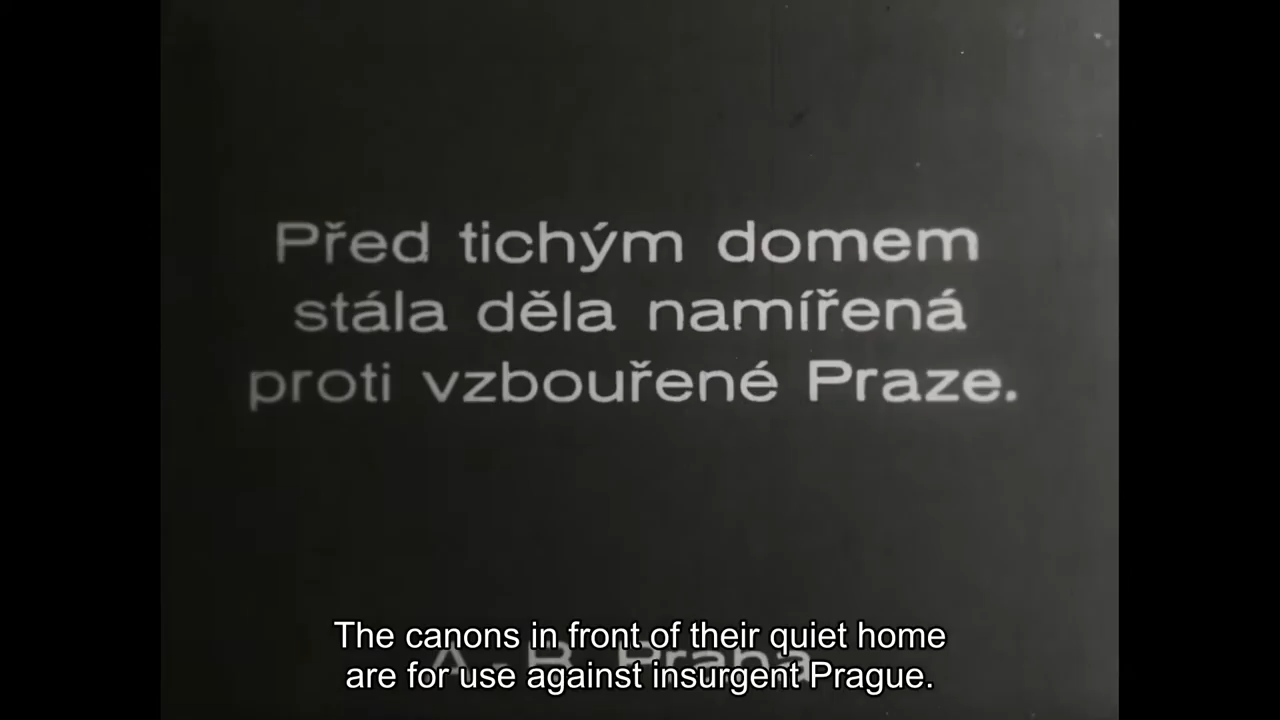 Před tichým domem
stála děla namířená
proti vzbouřené Praze.
A - B, Praha
The canons in front of their quiet home
are for use against insurgent Prague.